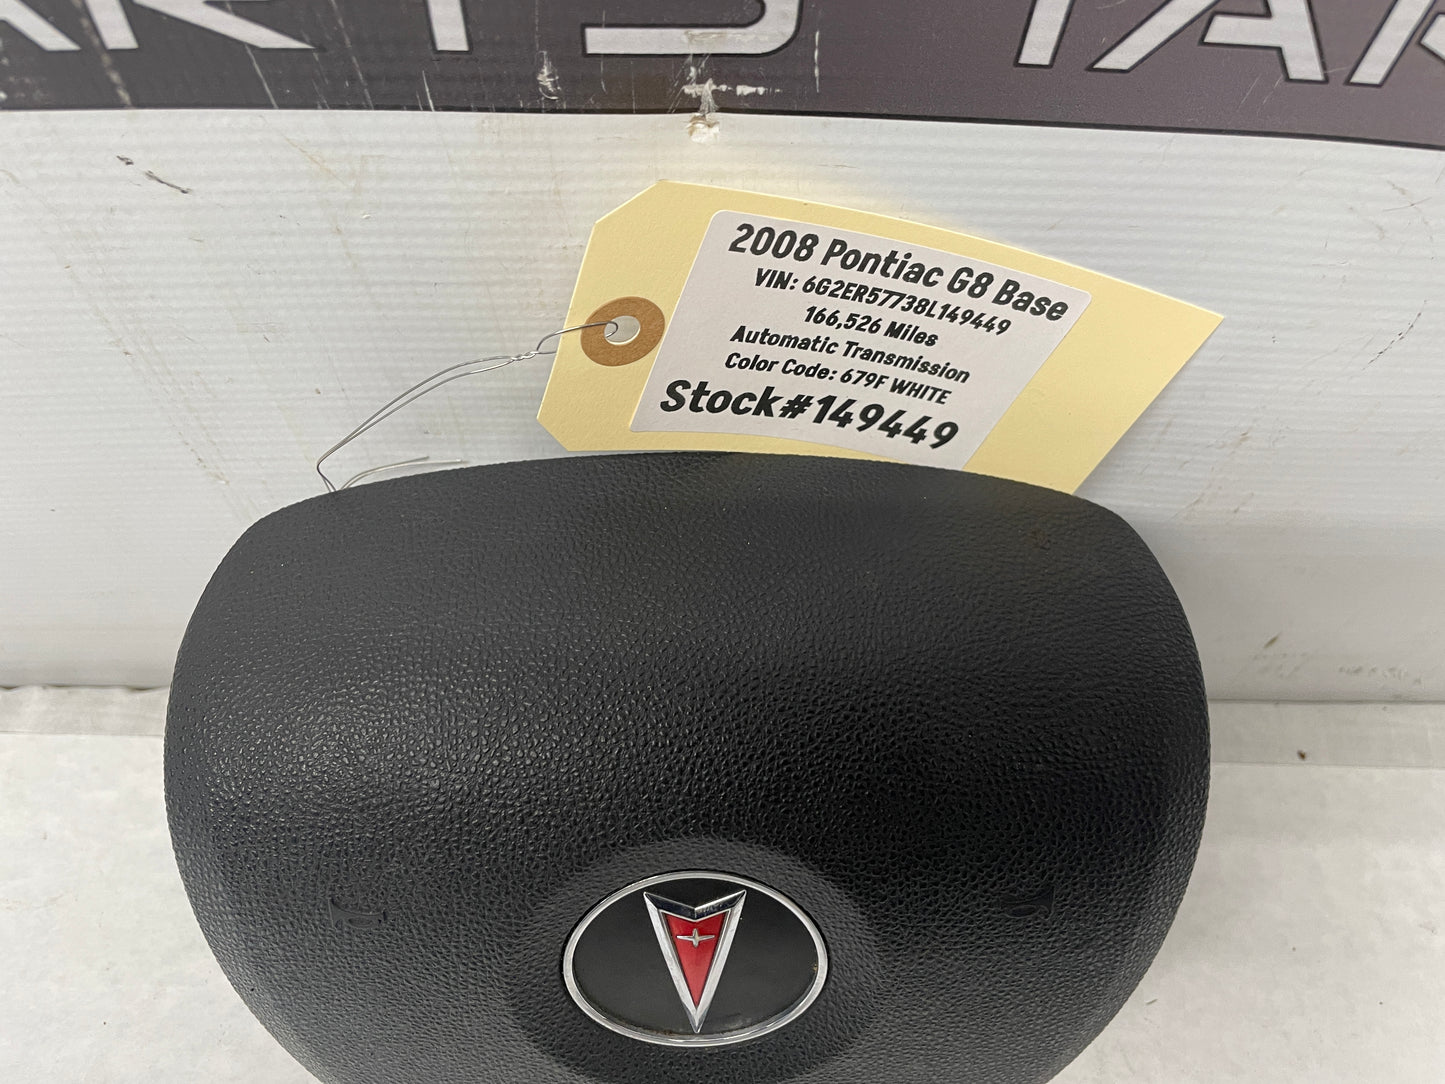 2008 Pontiac G8 Base
VIN: 6G2ER57738L149449
166,526 Miles
Automatic Transmission
Color Code: 679F WHITE
Stock#149449